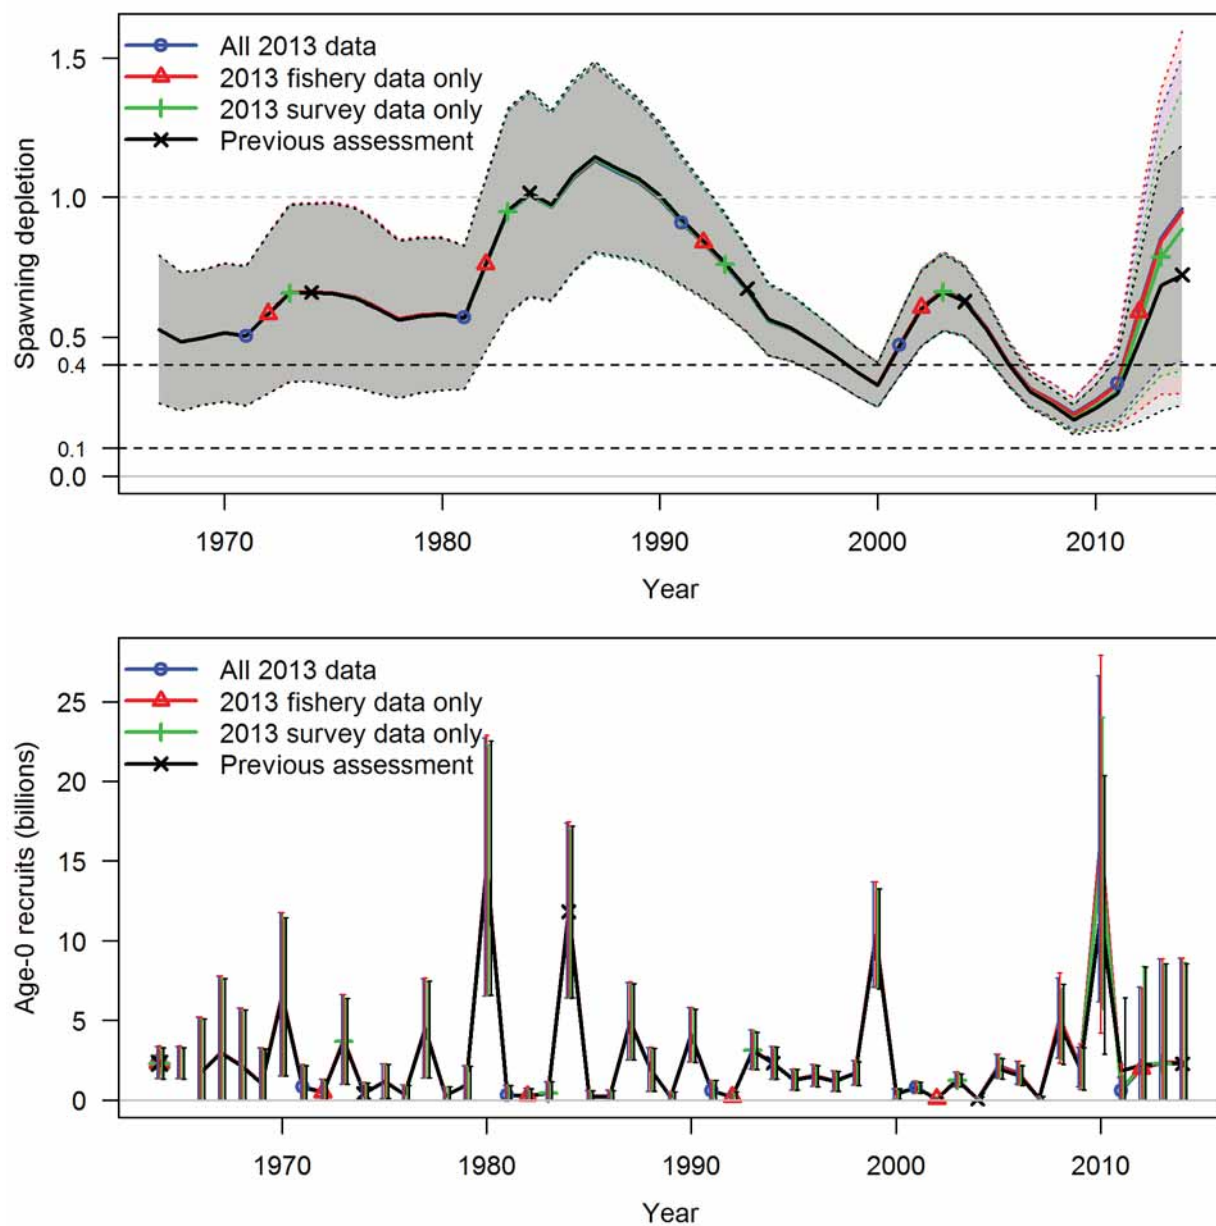 All 2013 data
2013 fishery data only
2013 survey data only
Previous assessment
Spawning depletion
1.5
1.0
0.5
0.4
0.1
0.0
1970 1980 1990 2000 2010
Year
All 2013 data
2013 fishery data only
2013 survey data only
Previous assessment
Age-0 recruits (billions)
25
20
15
10
5
0
1970 1980 1990 2000 2010
Year